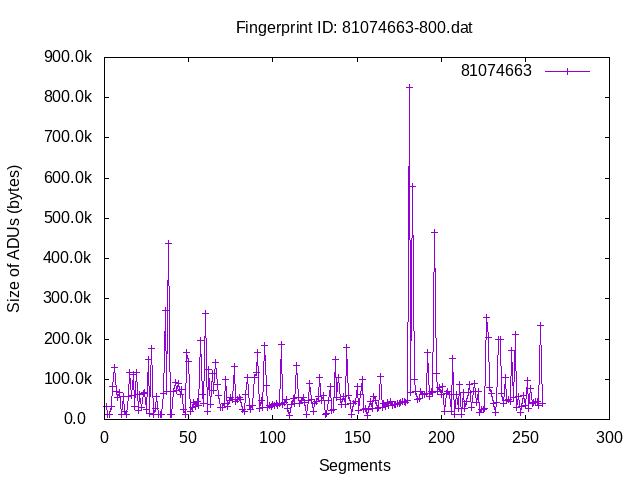 Fingerprint ID: 81074663-800.dat
81074663
Size of ADUs (bytes)
900.0k
800.0k
700.0k
600.0k
500.0k
400.0k
300.0k
200.0k
100.0k
0.0
0 50 100 150 200 250 300
Segments